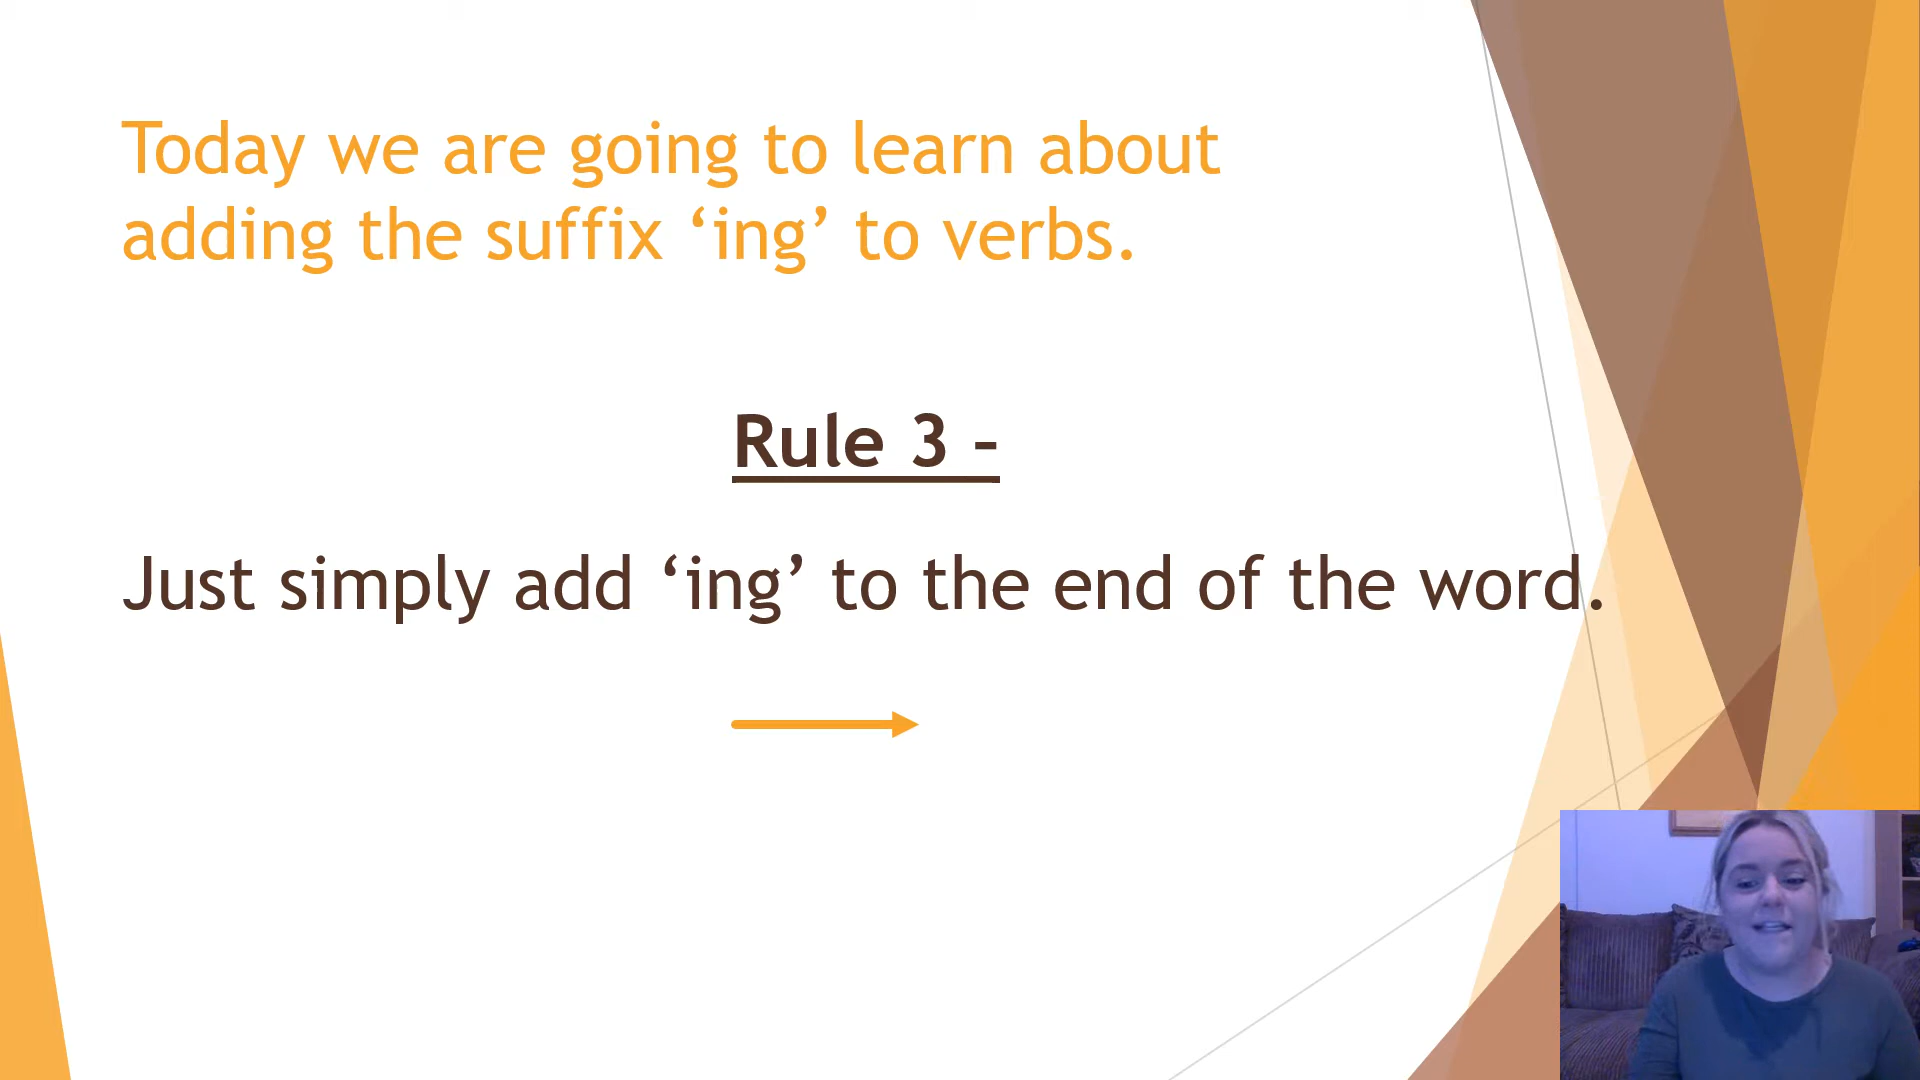 Today we are going to learn about
adding the suffix ‘ing’ to verbs.
Rule 3 –
Just simply add ‘ing’ to the end of the word.